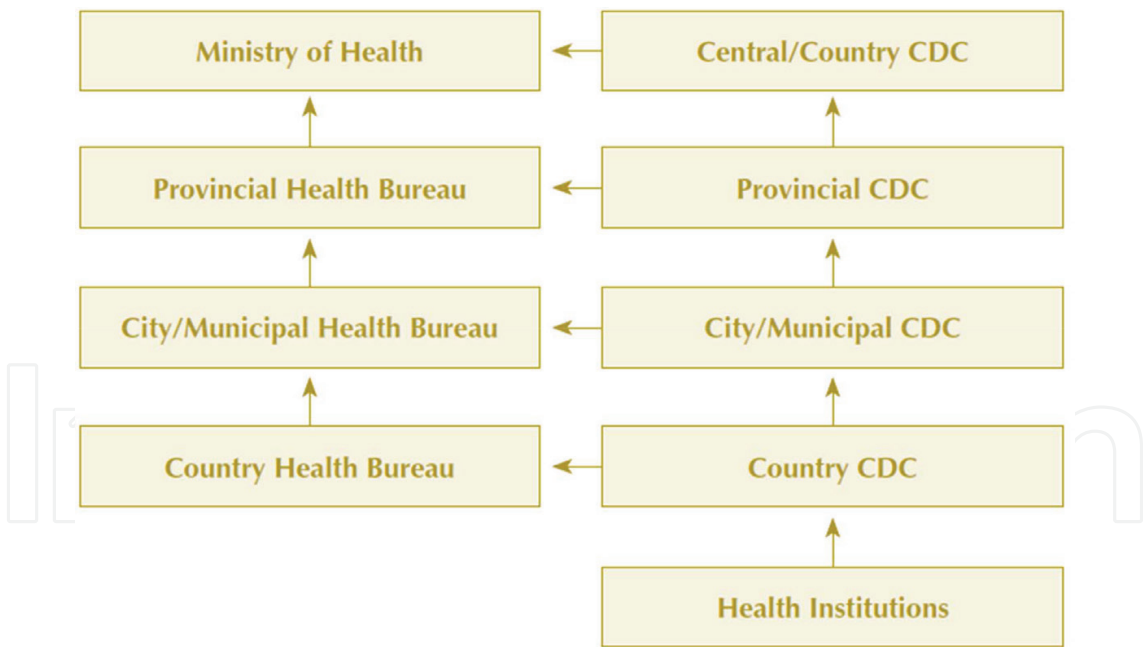 Ministry of Health
Central/Country CDC
Provincial Health Bureau
Provincial CDC
City/Municipal Health Bureau
City/Municipal CDC
Country Health Bureau
Country CDC
Health Institutions